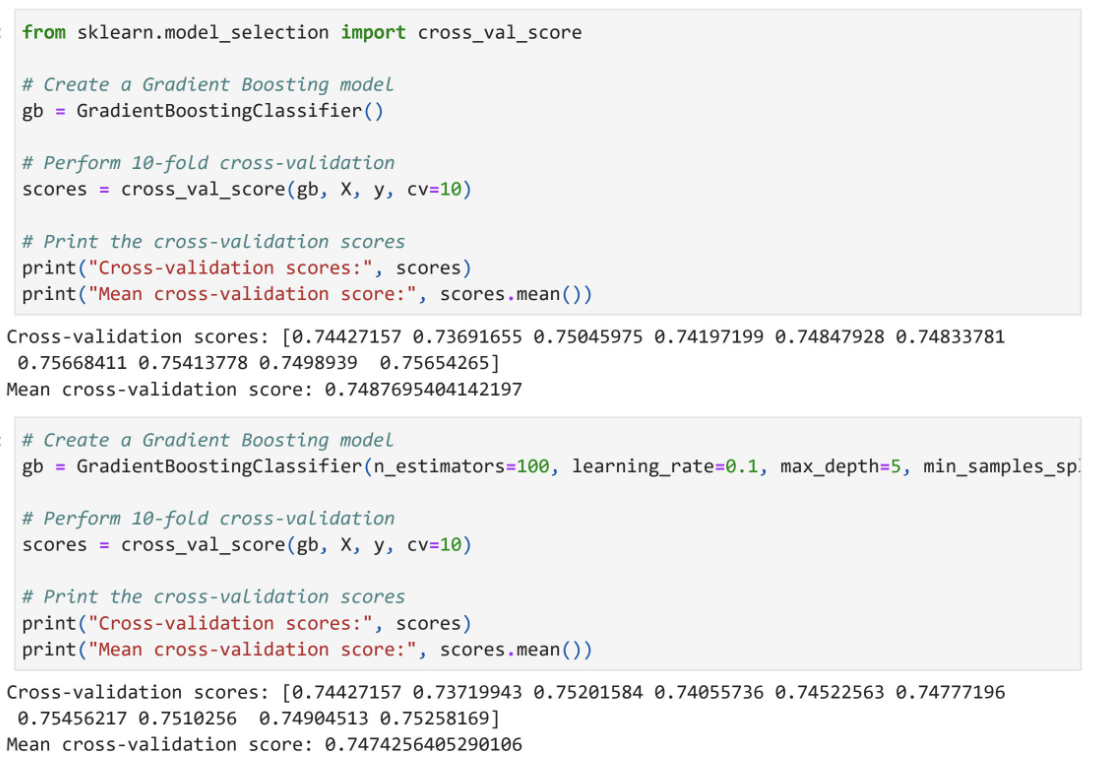 from sklearn.model_selection import cross_val_score
# Create a Gradient Boosting model
gb = GradientBoostingClassifier()
# Perform 10-fold cross-validation
scores = cross_val_score(gb, X, y, cv=10)
# Print the cross-validation scores
print("Cross-validation scores:", scores)
print("Mean cross-validation score:", scores.mean())
Cross-validation scores: [0.74427157 0.73691655 0.75045975 0.74197199 0.74847928 0.74833781
0.75668411 0.75413778 0.7498939  0.75654265]
Mean cross-validation score: 0.7487695404142197
# Create a Gradient Boosting model
gb = GradientBoostingClassifier(n_estimators=100, learning_rate=0.1, max_depth=5, min_samples_spl
# Perform 10-fold cross-validation
scores = cross_val_score(gb, X, y, cv=10)
# Print the cross-validation scores
print("Cross-validation scores:", scores)
print("Mean cross-validation score:", scores.mean())
Cross-validation scores: [0.74427157 0.73719943 0.75201584 0.74055736 0.74522563 0.74777196
0.75456217 0.7510256  0.74904513 0.75258169]
Mean cross-validation score: 0.7474256405290106